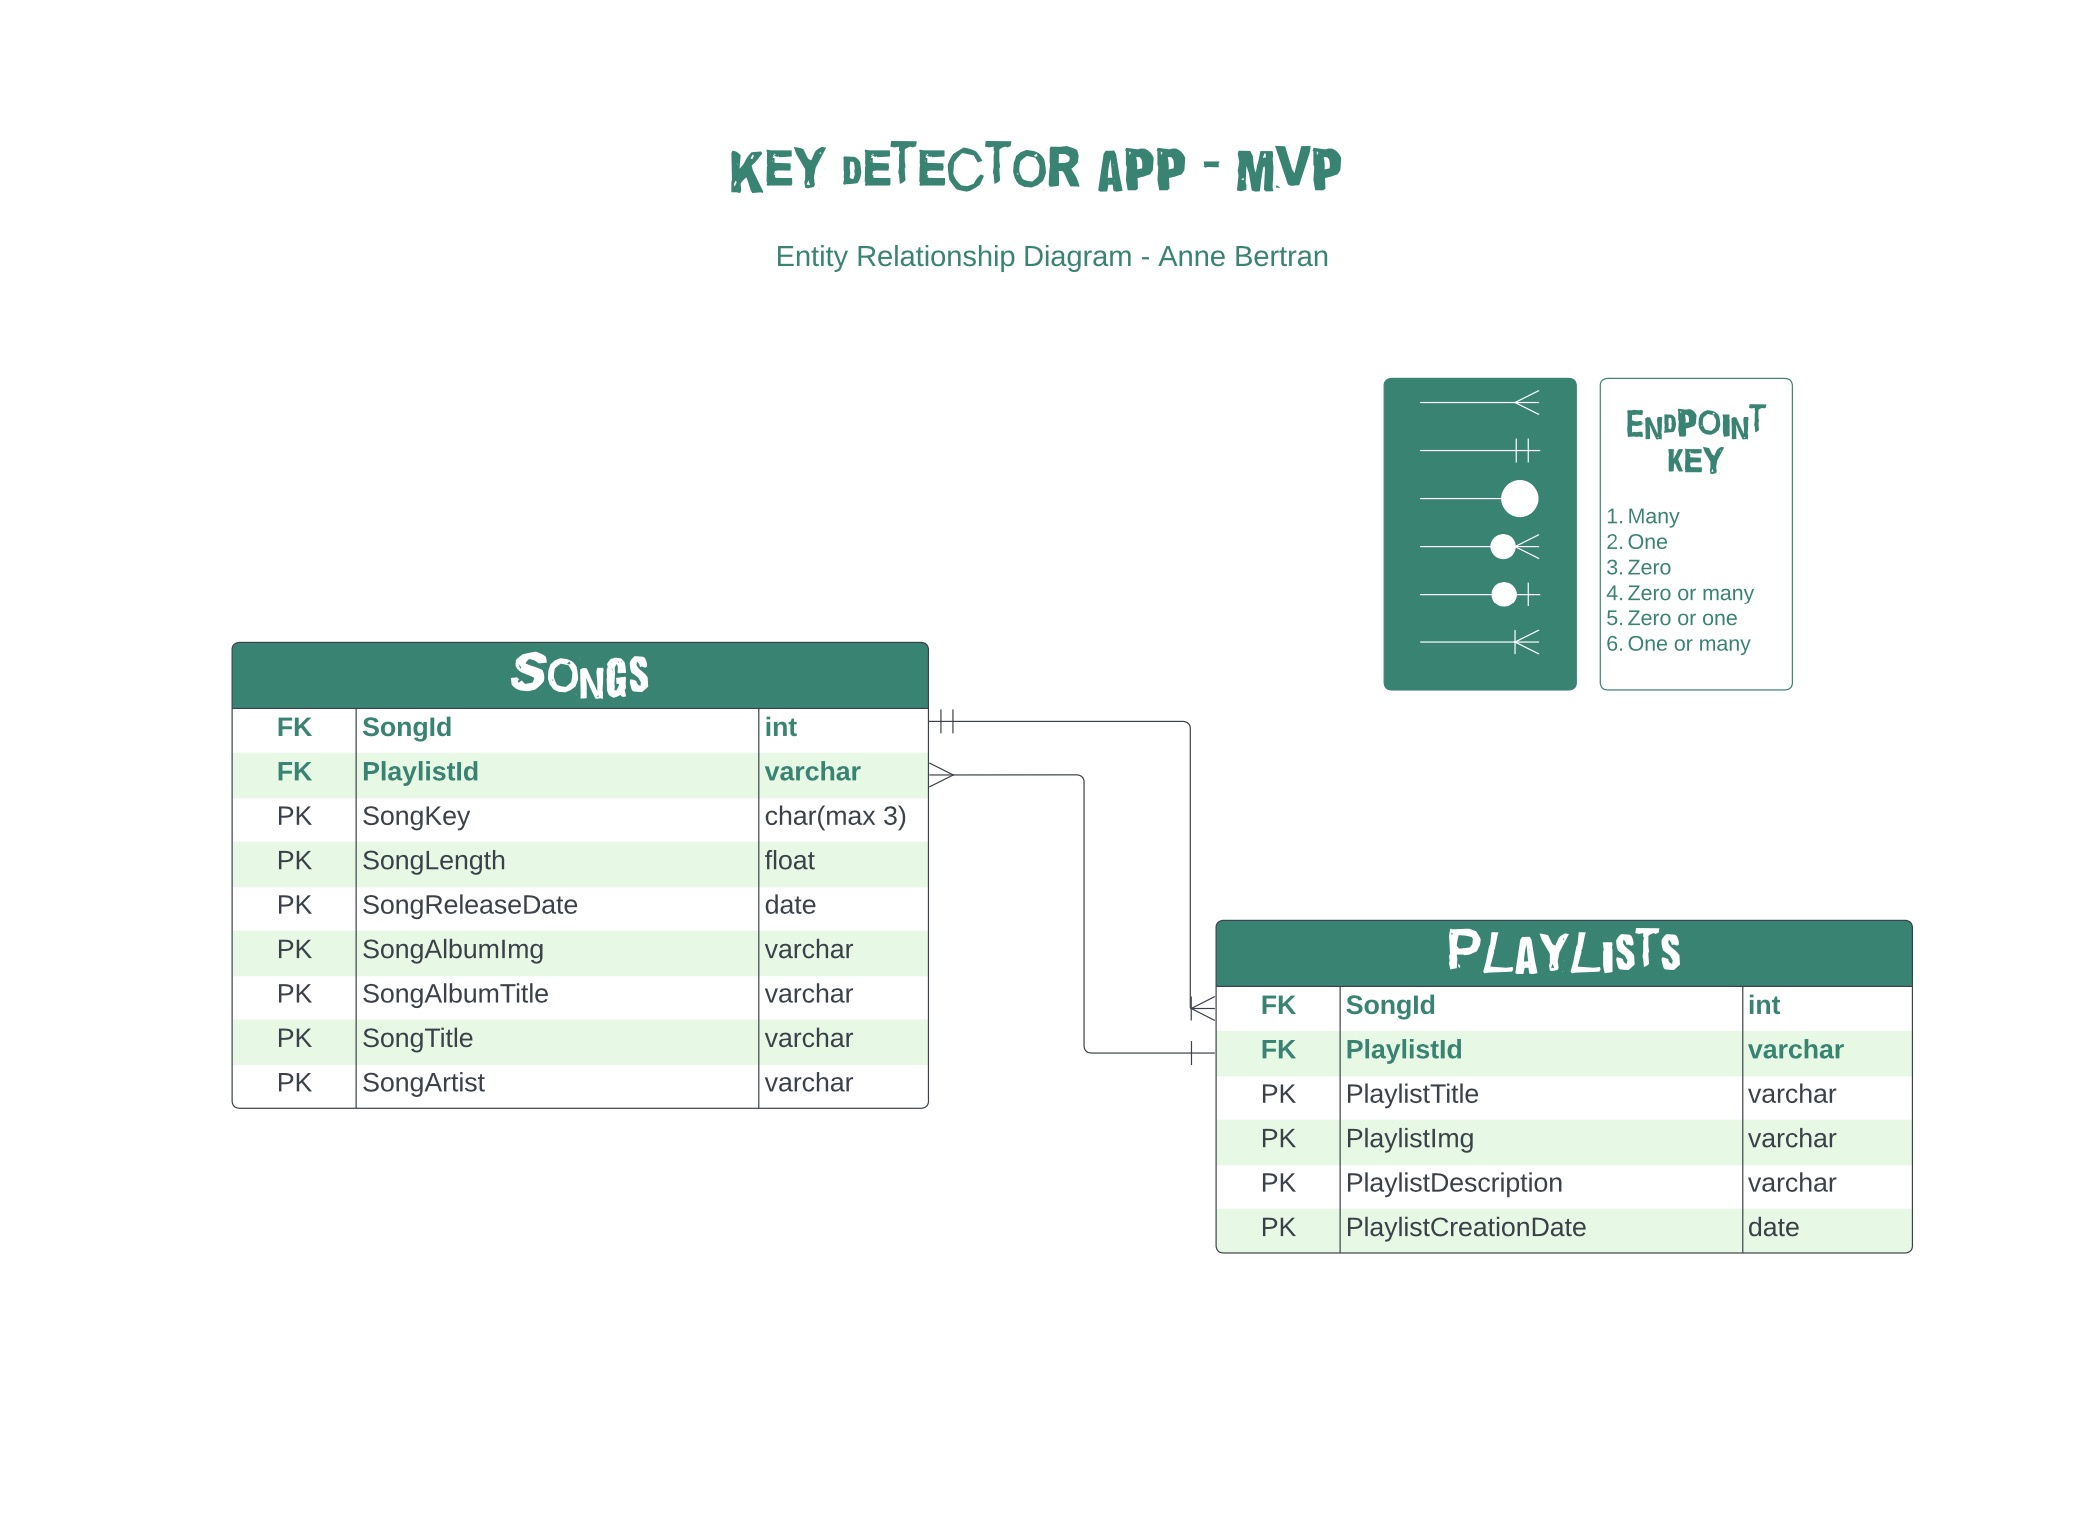 KEY DETECTOR APP - MVP
Entity Relationship Diagram - Anne Bertran
ENDPOINT
KEY
1. Many
2. One
3. Zero
4. Zero or many
5. Zero or one
6. One or many
SONGS
FK SongId int
FK PlaylistId varchar
PK SongKey char(max 3)
PK SongLength float
PK SongReleaseDate date
PK SongAlbumImg varchar
PK SongAlbumTitle varchar
PK SongTitle varchar
PK SongArtist varchar
PLAYLISTS
FK SongId int
FK PlaylistId varchar
PK PlaylistTitle varchar
PK PlaylistImg varchar
PK PlaylistDescription varchar
PK PlaylistCreationDate date